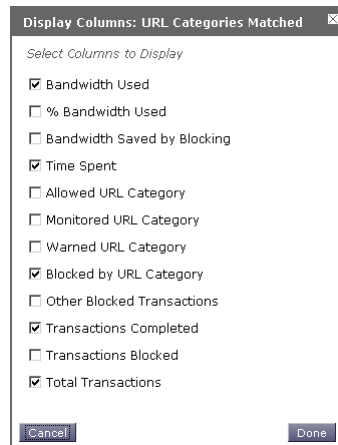 Display Columns: URL Categories Matched
Select Columns to Display
Bandwidth Used
% Bandwidth Used
Bandwidth Saved by Blocking
Time Spent
Allowed URL Category
Monitored URL Category
Warned URL Category
Blocked by URL Category
Other Blocked Transactions
Transactions Completed
Transactions Blocked
Total Transactions
Cancel Done